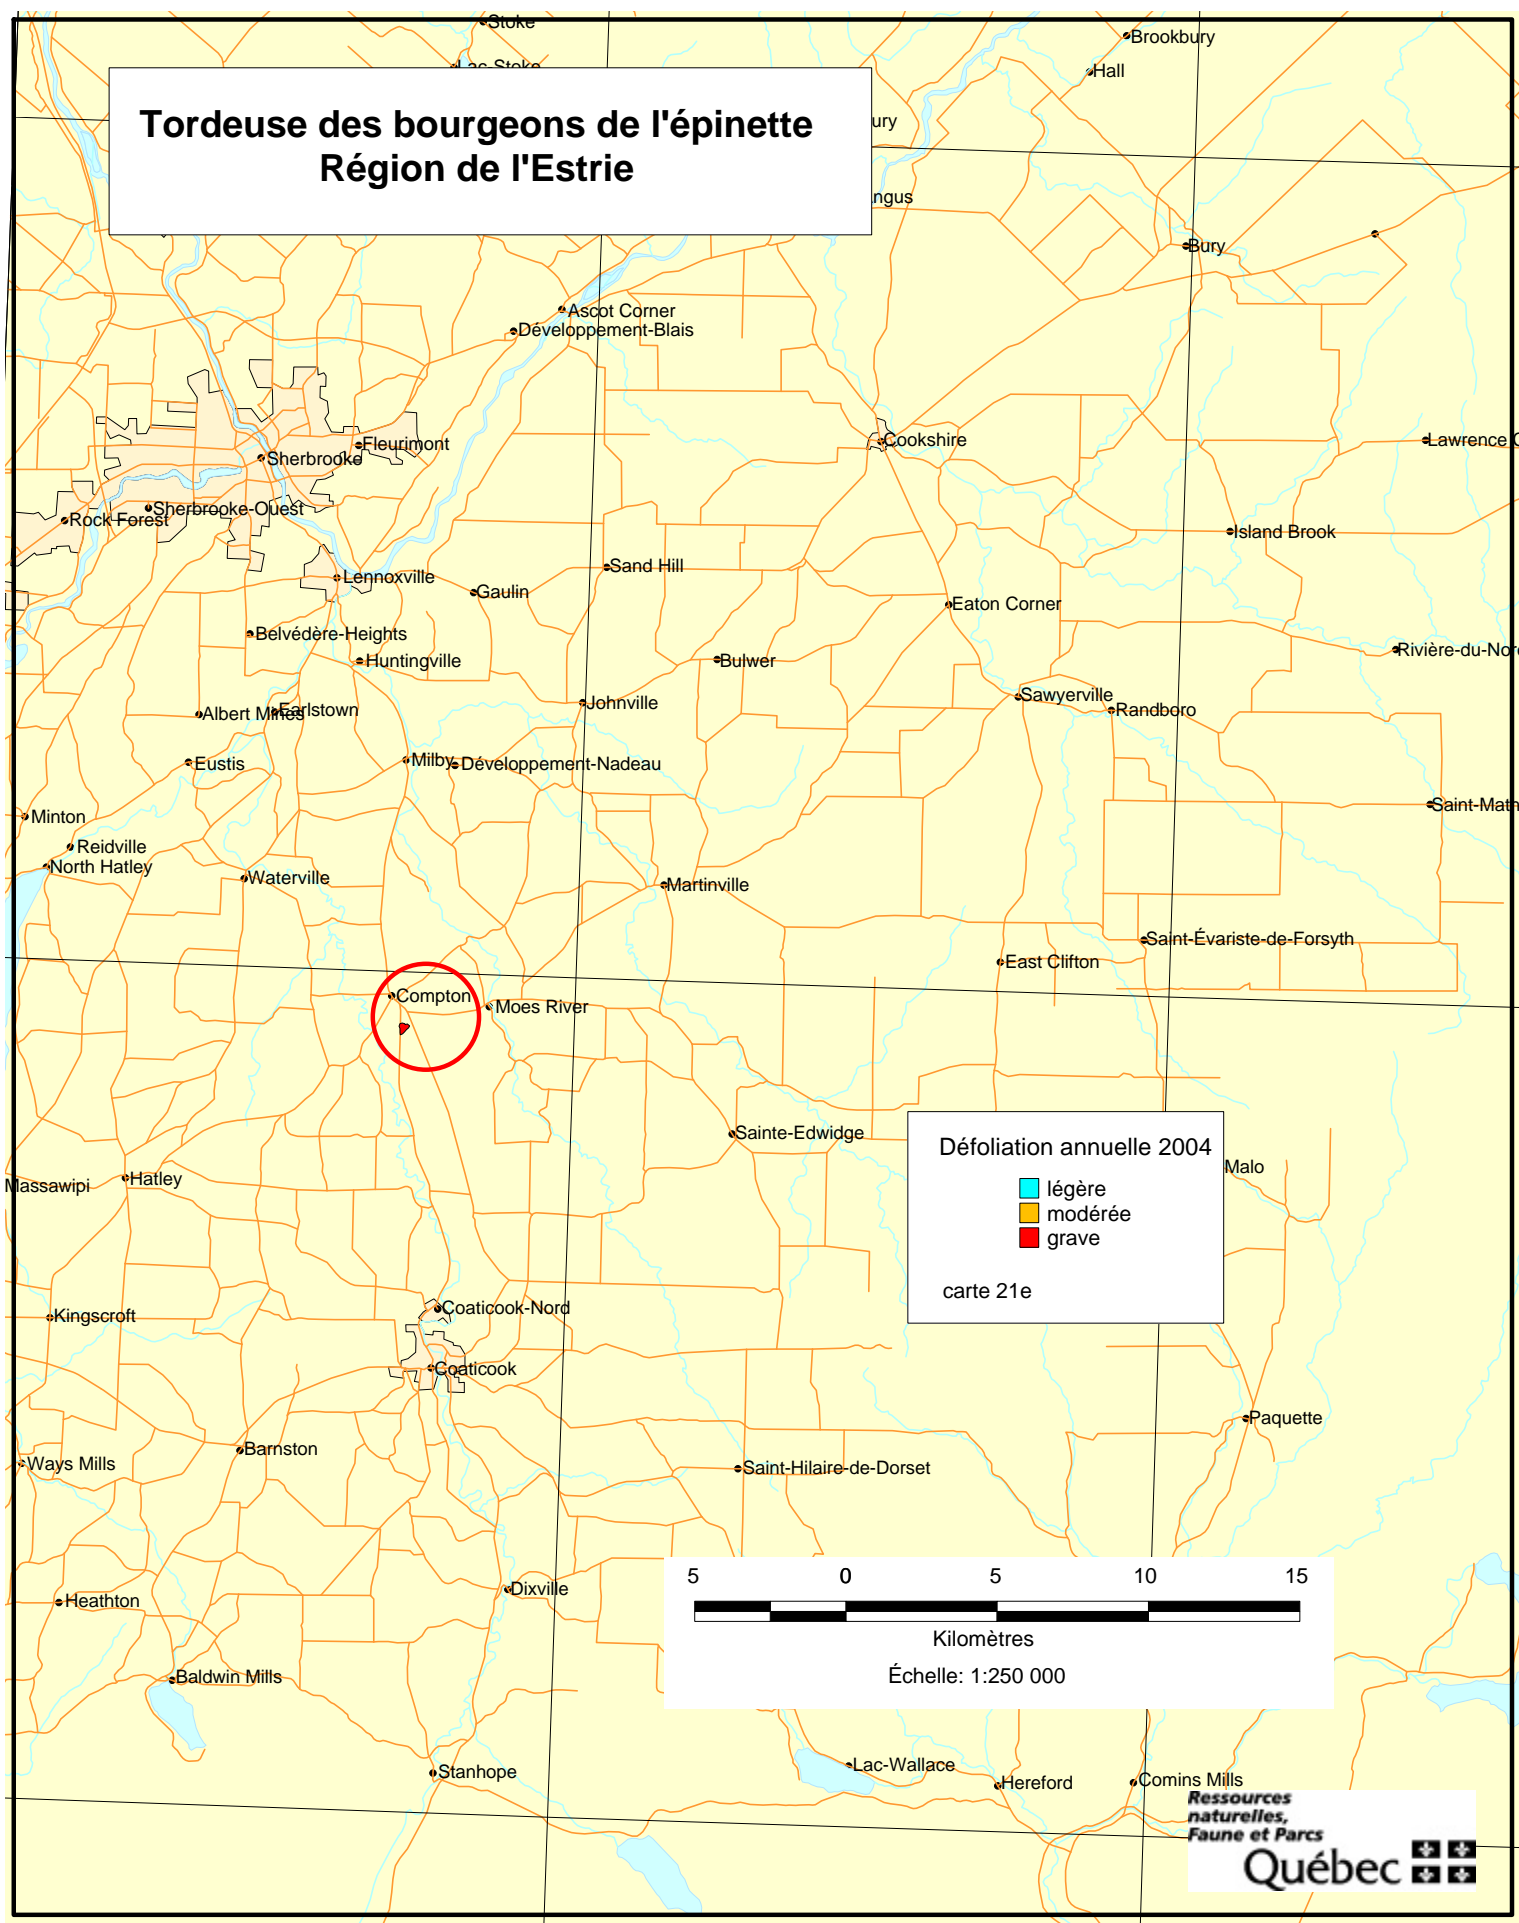 Stoke
Brookbury
Hall
Tordeuse des bourgeons de l'épinette
Région de l'Estrie
Bury
Ascot Corner
Développement-Blais
Cookshire
Lawrence
Fleurimont
Sherbrooke
Sherbrooke-Ouest
Rock Forest
Island Brook
Sand Hill
Lennoxville
Gaulin
Eaton Corner
Belvédère-Heights
Huntingville
Bulwer
Rivière-du-Nor
Sawyerville
Johnville
Randboro
Albert Mines
Earlstown
Milby
Développement-Nadeau
Eustis
Saint-Math
Minton
Reidville
North Hatley
Waterville
Martinville
Saint-Évariste-de-Forsyth
East Clifton
Compton
Moes River
Sainte-Edwidge
Défoliation annuelle 2004
légère
modérée
grave
carte 21e
Malo
Hatley
Massawipi
Coaticook-Nord
Kingscroft
Coaticook
Paquette
Barnston
Ways Mills
Saint-Hilaire-de-Dorset
5 0 5 10 15
Kilomètres
Échelle: 1:250 000
Dixville
Heathton
Baldwin Mills
Stanhope
Lac-Wallace
Hereford
Comins Mills
Ressources
naturelles,
Faune et Parcs
Québec